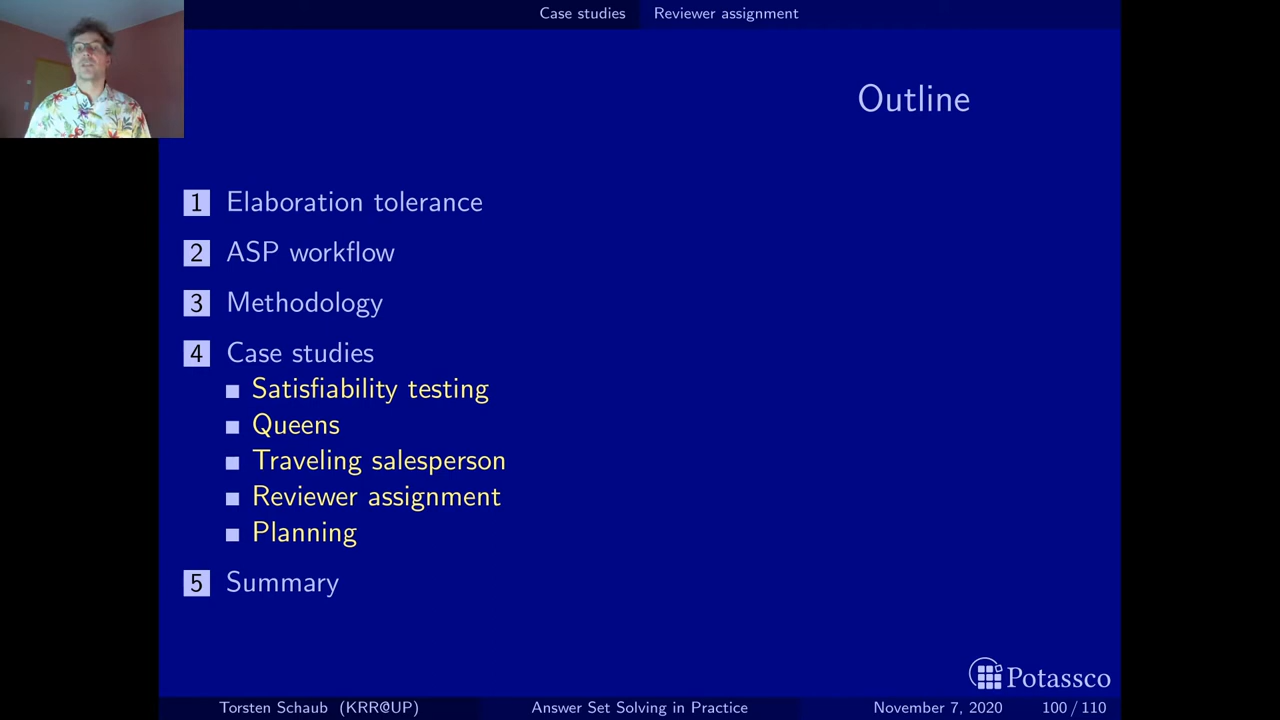 Case studies Reviewer assignment
Outline
1 Elaboration tolerance
2 ASP workflow
3 Methodology
4 Case studies
Satisfiability testing
Queens
Traveling salesperson
Reviewer assignment
Planning
5 Summary
Potassco
Torsten Schaub (KRR@UP) Answer Set Solving in Practice November 7, 2020 100 / 110